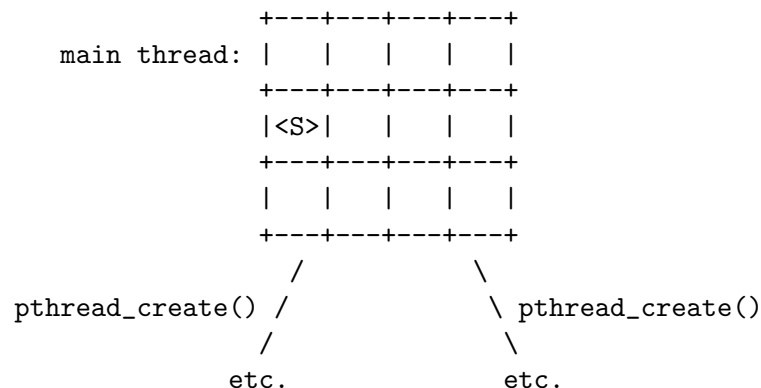 +---+---+---+---+
main thread:  |   |   |   |   |
              +---+---+---+---+
              |<S>|   |   |   |
              +---+---+---+---+
              |   |   |   |   |
              +---+---+---+---+
                /           \
pthread_create() /             \ pthread_create()
              /               \
            etc.              etc.